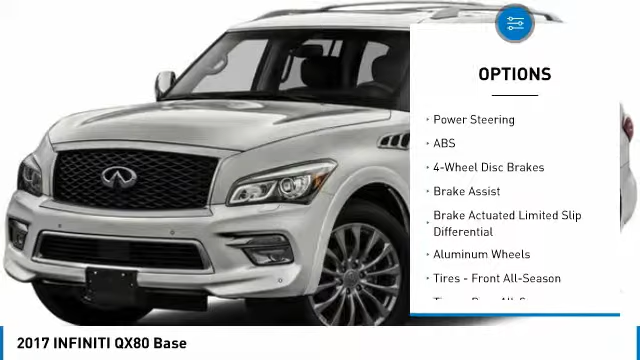 OPTIONS
Power Steering
ABS
4-Wheel Disc Brakes
Brake Assist
Brake Actuated Limited Slip
Differential
Aluminum Wheels
Tires - Front All-Season
2017 INFINITI QX80 Base